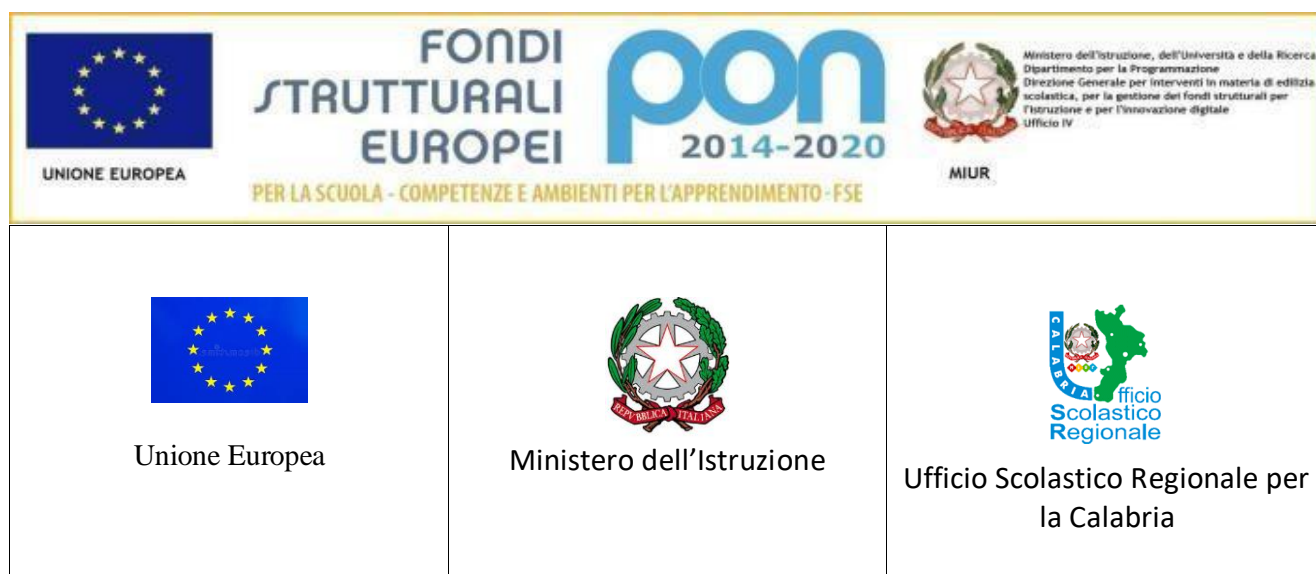 FONDI
STRUTTURALI
EUROPEI
pon
2014-2020
PER LA SCUOLA - COMPETENZE E AMBIENTI PER L'APPRENDIMENTO - FSE
UNIONE EUROPEA
Ministero dell'Istruzione, dell'Università e della Ricerca
Dipartimento per la Programmazione
Direzione Generale per interventi in materia di edilizia
scolastica, per la gestione dei fondi strutturali per
l'istruzione e per l'innovazione digitale
Ufficio IV
MIUR
Unione Europea
REPVBBLICA ITALIANA
Ministero dell’Istruzione
CALABRIA
Ufficio
Scolastico
Regionale
Ufficio Scolastico Regionale per
la Calabria